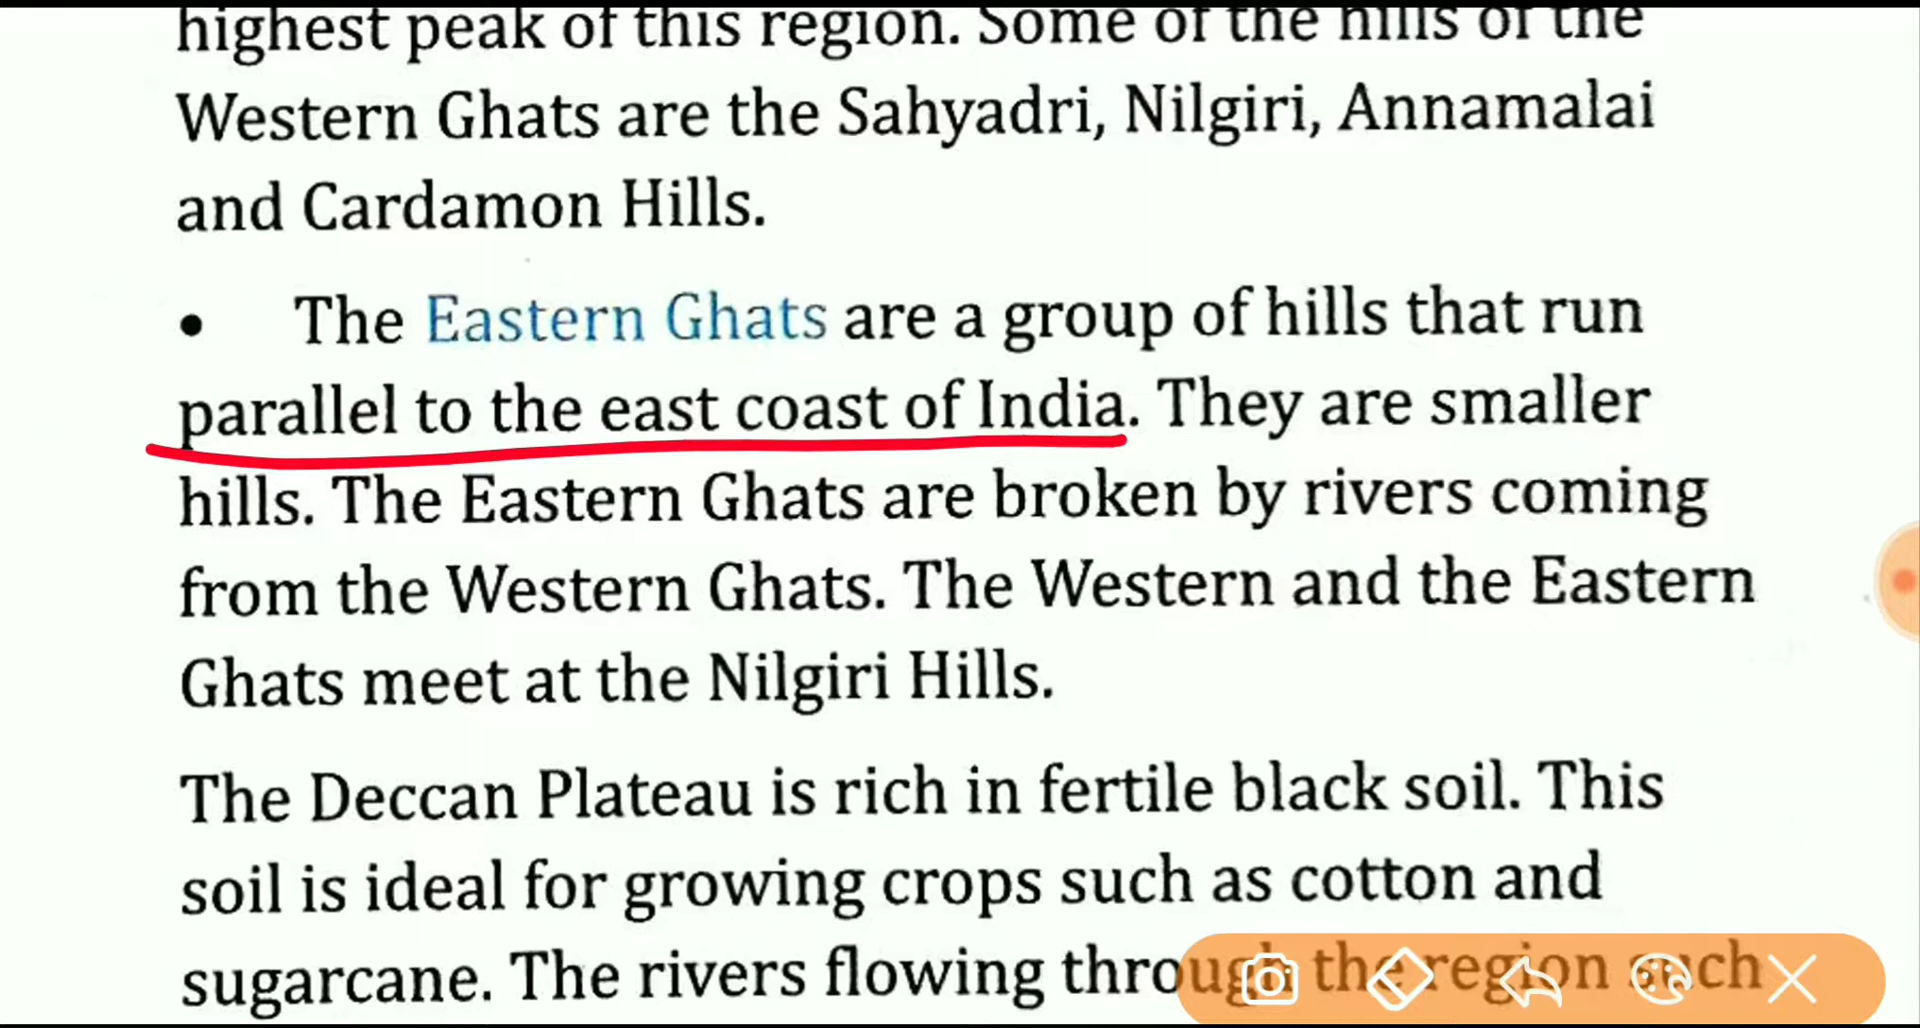 highest peak of this region. Some of the hills of the
Western Ghats are the Sahyadri, Nilgiri, Annamalai
and Cardamon Hills.
• The Eastern Ghats are a group of hills that run
parallel to the east coast of India. They are smaller
hills. The Eastern Ghats are broken by rivers coming
from the Western Ghats. The Western and the Eastern
Ghats meet at the Nilgiri Hills.
The Deccan Plateau is rich in fertile black soil. This
soil is ideal for growing crops such as cotton and
sugarcane. The rivers flowing through the region such